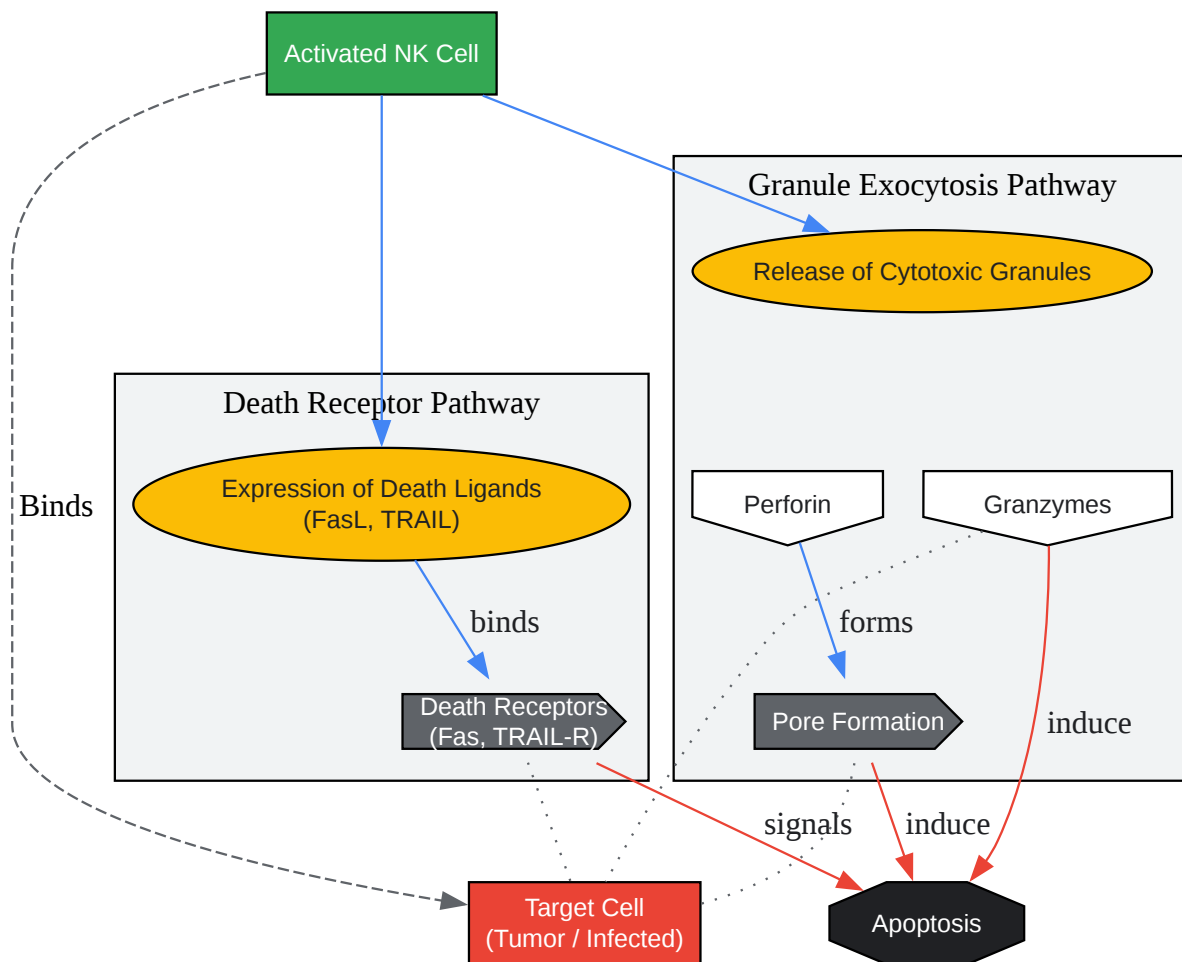 Activated NK Cell
Granule Exocytosis Pathway
Release of Cytotoxic Granules
Death Receptor Pathway
Expression of Death Ligands
(FasL, TRAIL)
Perforin
Granzymes
Binds
binds
forms
Death Receptors
(Fas, TRAIL-R)
Pore Formation
induce
signals
induce
Target Cell
(Tumor / Infected)
Apoptosis